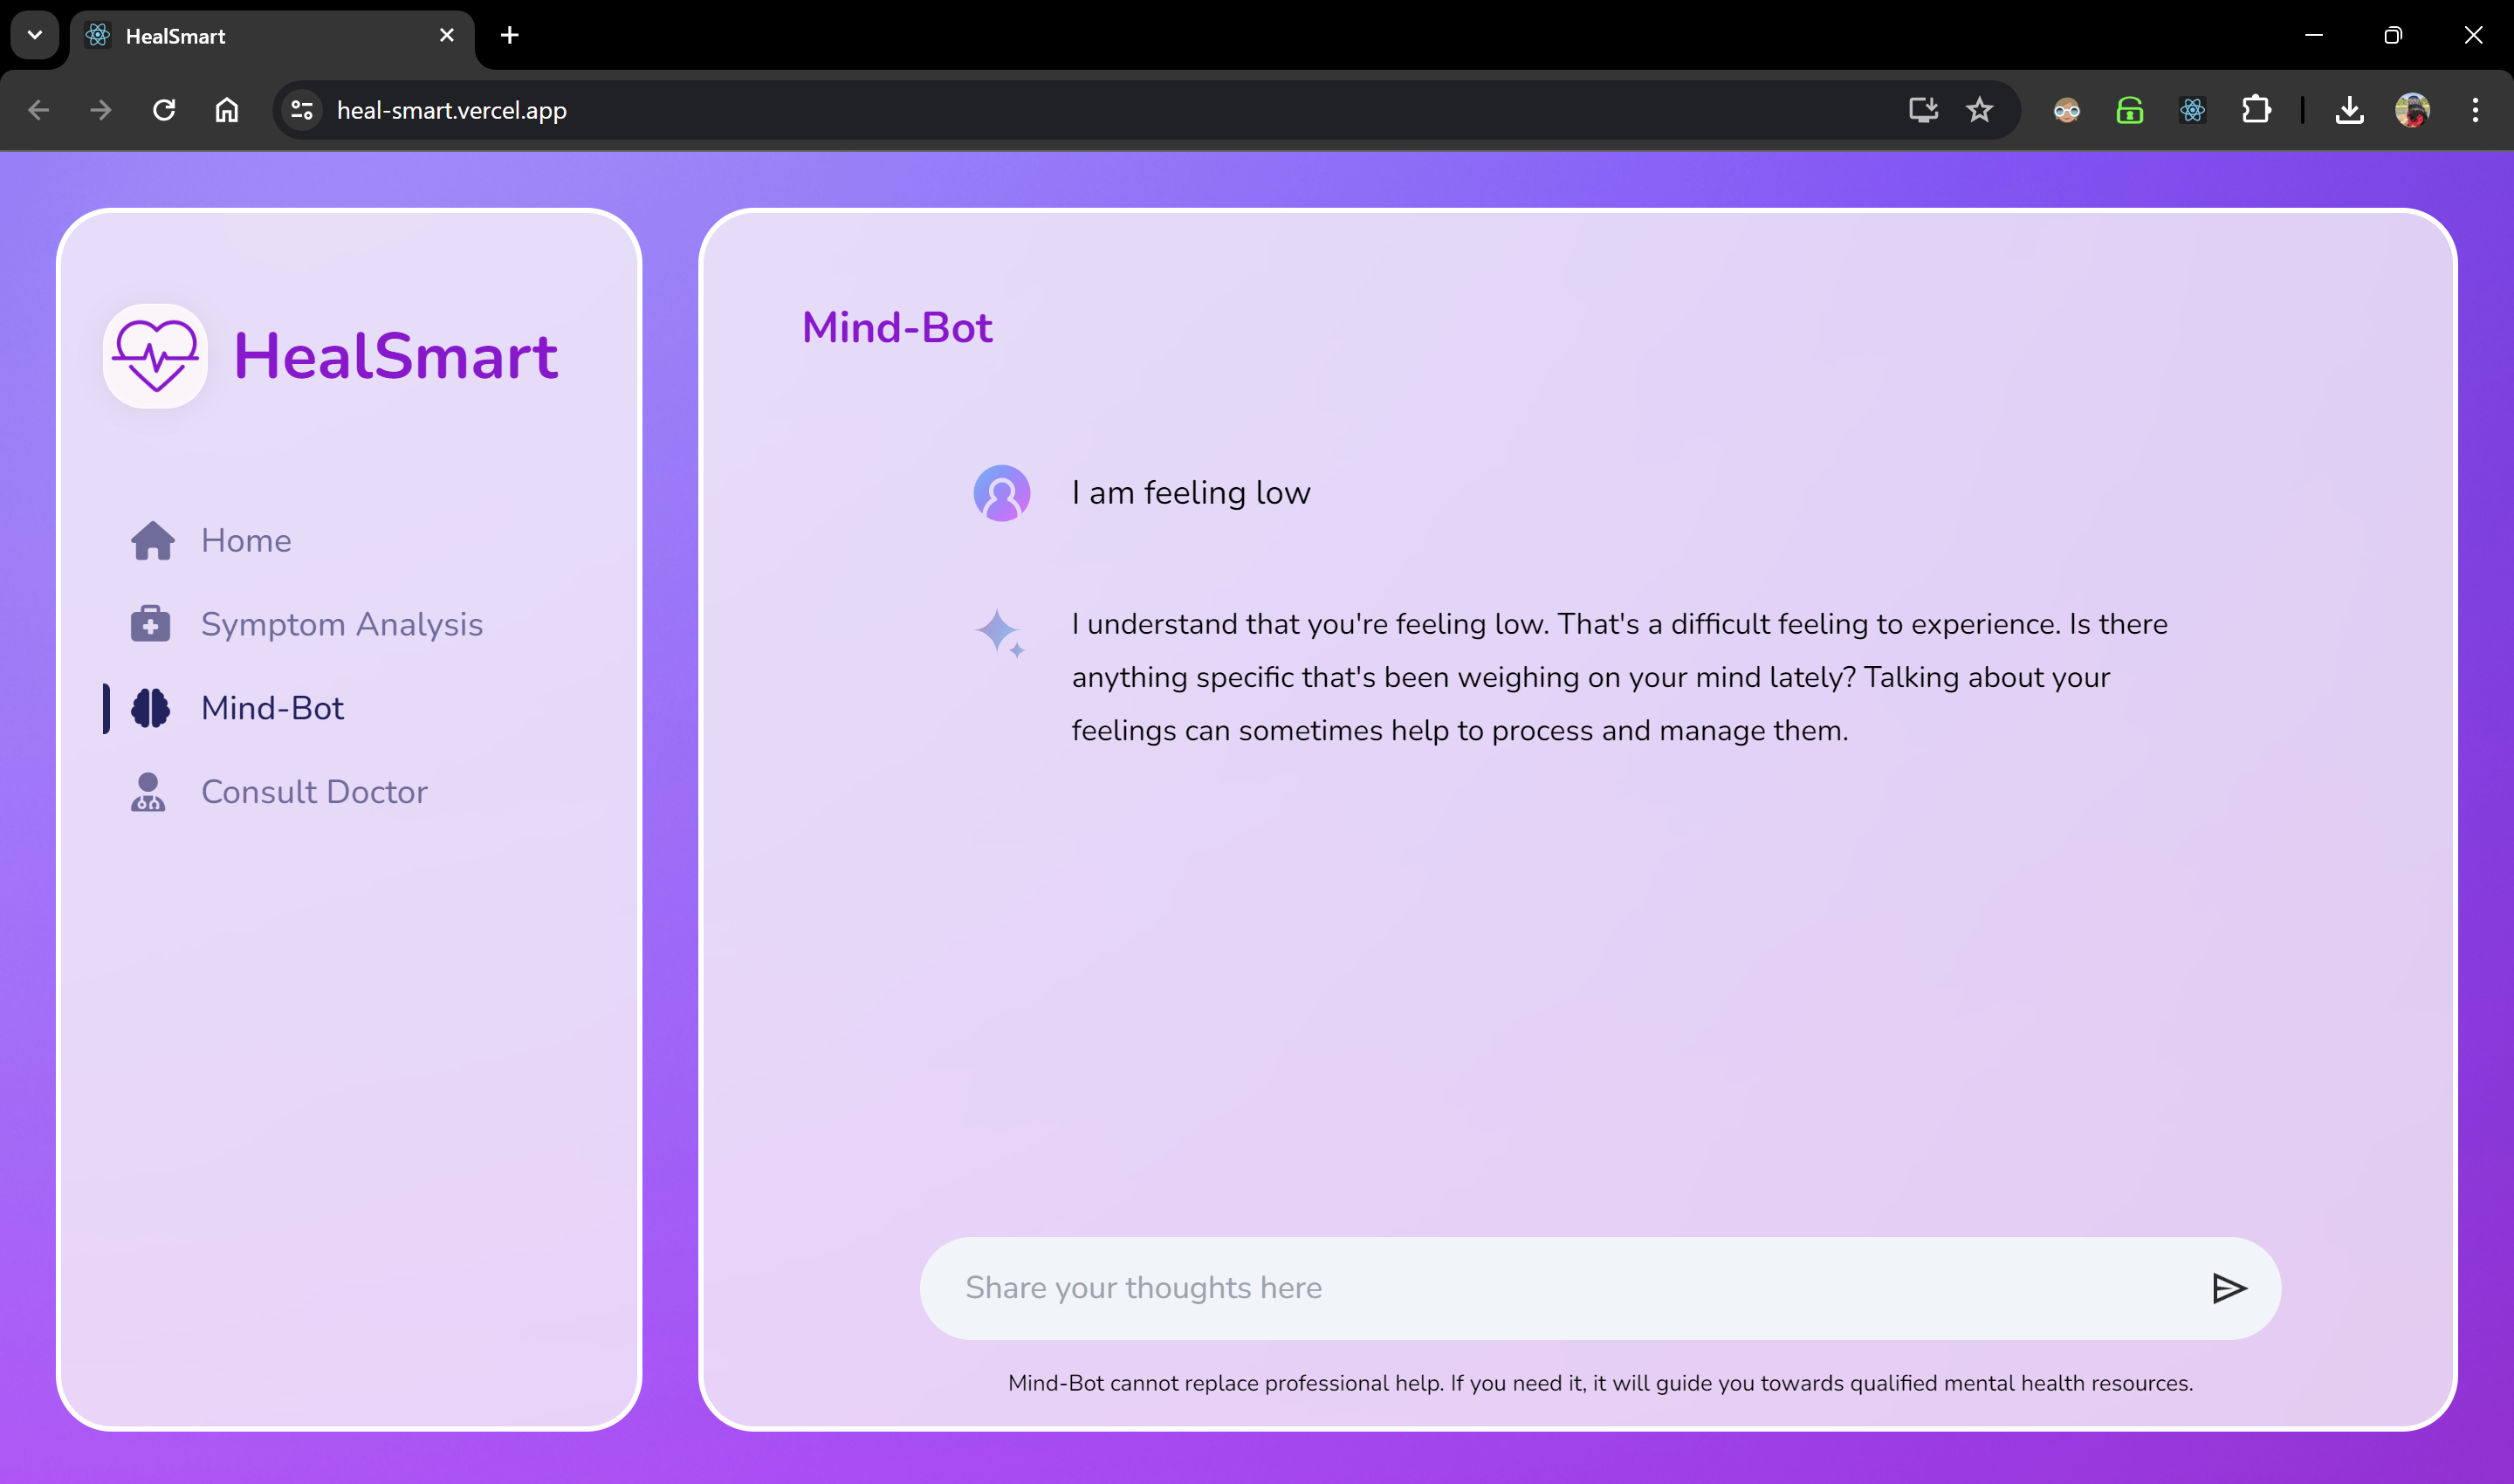 HealSmart
heal-smart.vercel.app
HealSmart
Home
Symptom Analysis
Mind-Bot
Consult Doctor
Mind-Bot
I am feeling low
I understand that you're feeling low. That's a difficult feeling to experience. Is there
anything specific that's been weighing on your mind lately? Talking about your
feelings can sometimes help to process and manage them.
Share your thoughts here
Mind-Bot cannot replace professional help. If you need it, it will guide you towards qualified mental health resources.